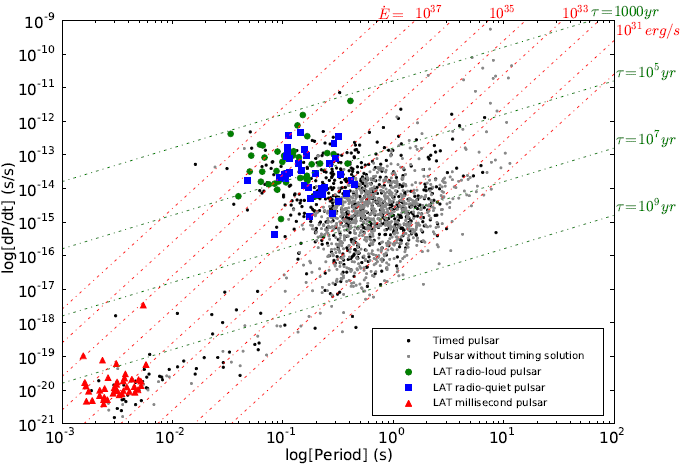 Ė = 10^37 10^35 10^33 τ=1000yr
10^31 erg/s
10^-9
10^-10
10^-11
10^-12
10^-13
10^-14
10^-15
10^-16
10^-17
10^-18
10^-19
10^-20
10^-21
log[dP/dt] (s/s)
τ=10^5yr
τ=10^7yr
τ=10^9yr
Timed pulsar
Pulsar without timing solution
LAT radio-loud pulsar
LAT radio-quiet pulsar
LAT millisecond pulsar
10^-3 10^-2 10^-1 10^0 10^1 10^2
log[Period] (s)